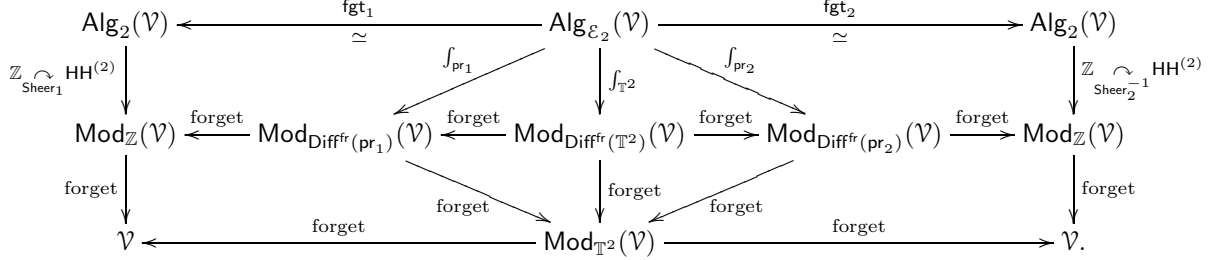 fgt₁ fgt₂
Alg₂(𝒱) Alg_{ℰ₂}(𝒱) Alg₂(𝒱)
≃ ≃
ℤ ↷_{Sheer₁} HH⁽²⁾ ∫_{pr₁} ∫_{𝕋²} ∫_{pr₂} ℤ ↷_{Sheer₂⁻¹} HH⁽²⁾
forget forget forget forget
Mod_ℤ(𝒱) Mod_{Diff^{fr}(pr₁)}(𝒱) Mod_{Diff^{fr}(𝕋²)}(𝒱) Mod_{Diff^{fr}(pr₂)}(𝒱) Mod_ℤ(𝒱)
forget forget forget forget forget
forget forget
𝒱 Mod_{𝕋²}(𝒱) 𝒱.